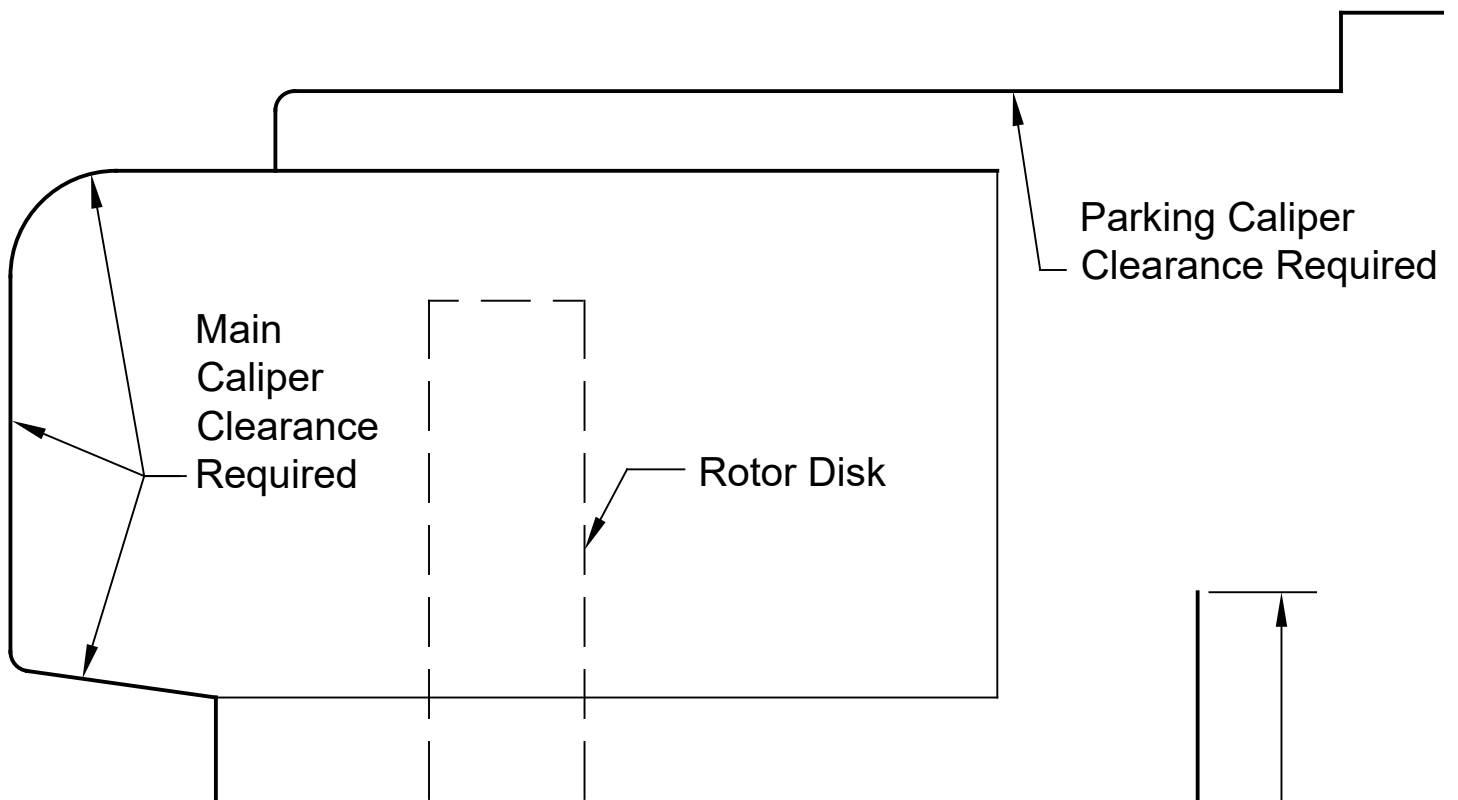 Parking Caliper
Clearance Required
Main
Caliper
Clearance
Required
Rotor Disk